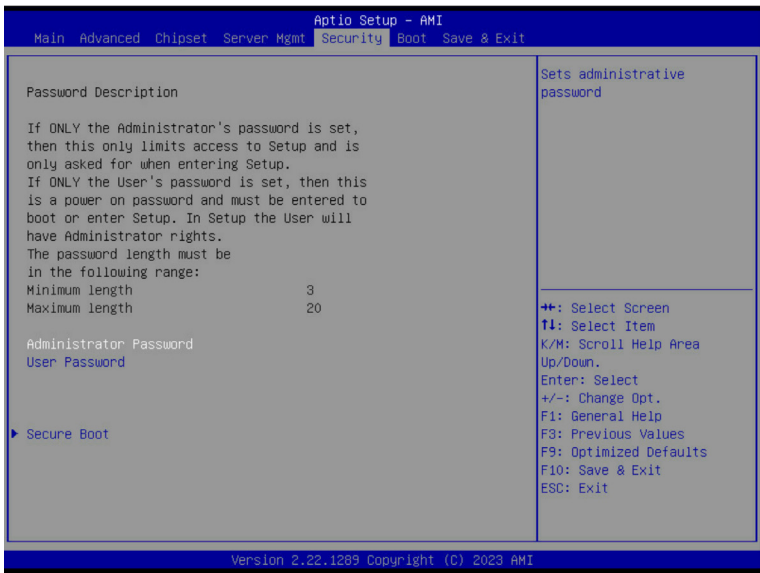 Aptio Setup – AMI
Main Advanced Chipset Server Mgmt Security Boot Save & Exit
Password Description
If ONLY the Administrator's password is set,
then this only limits access to Setup and is
only asked for when entering Setup.
If ONLY the User's password is set, then this
is a power on password and must be entered to
boot or enter Setup. In Setup the User will
have Administrator rights.
The password length must be
in the following range:
Minimum length 3
Maximum length 20
Administrator Password
User Password
Secure Boot
Sets administrative
password
→←: Select Screen
↑↓: Select Item
K/M: Scroll Help Area
Up/Down.
Enter: Select
+/-: Change Opt.
F1: General Help
F3: Previous Values
F9: Optimized Defaults
F10: Save & Exit
ESC: Exit
Version 2.22.1289 Copyright (C) 2023 AMI